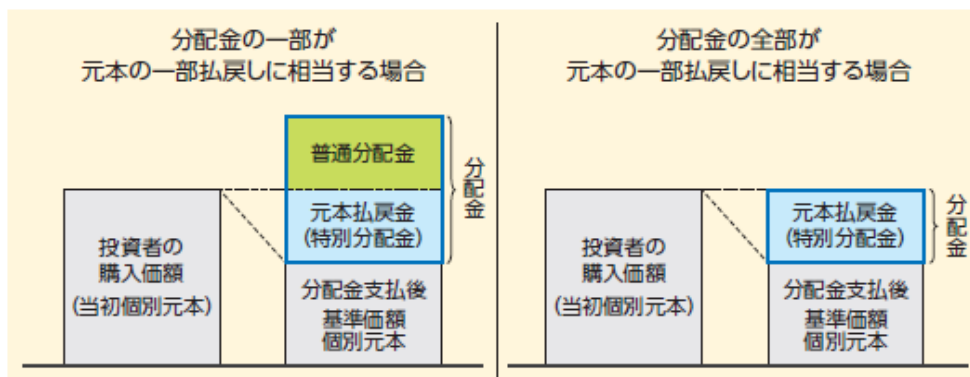 分配金の一部が
元本の一部払戻しに相当する場合
普通分配金
元本払戻金
(特別分配金)
分配金
投資者の
購入価額
(当初個別元本)
分配金支払後
基準価額
個別元本
分配金の全部が
元本の一部払戻しに相当する場合
元本払戻金
(特別分配金)
分配金
投資者の
購入価額
(当初個別元本)
分配金支払後
基準価額
個別元本